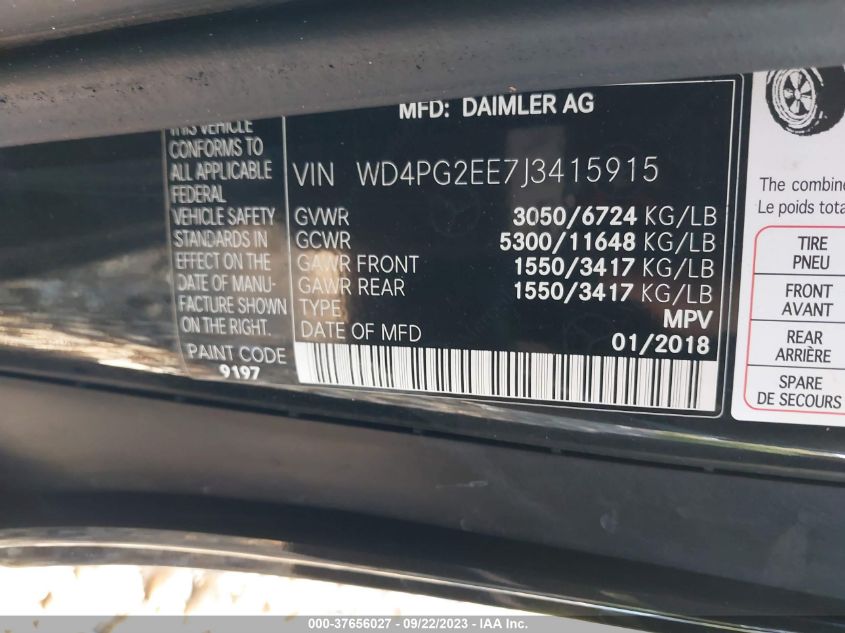 MFD: DAIMLER AG
THIS VEHICLE
CONFORMS TO
ALL APPLICABLE
FEDERAL
VEHICLE SAFETY
STANDARDS IN
EFFECT ON THE
DATE OF MANU-
FACTURE SHOWN
ON THE RIGHT.
PAINT CODE
9197
VIN WD4PG2EE7J3415915
GVWR 3050/6724 KG/LB
GCWR 5300/11648 KG/LB
GAWR FRONT 1550/3417 KG/LB
GAWR REAR 1550/3417 KG/LB
TYPE MPV
DATE OF MFD 01/2018
The combine
Le poids tota
TIRE
PNEU
FRONT
AVANT
REAR
ARRIÈRE
SPARE
DE SECOURS
000-37656027 - 09/22/2023 - IAA Inc.